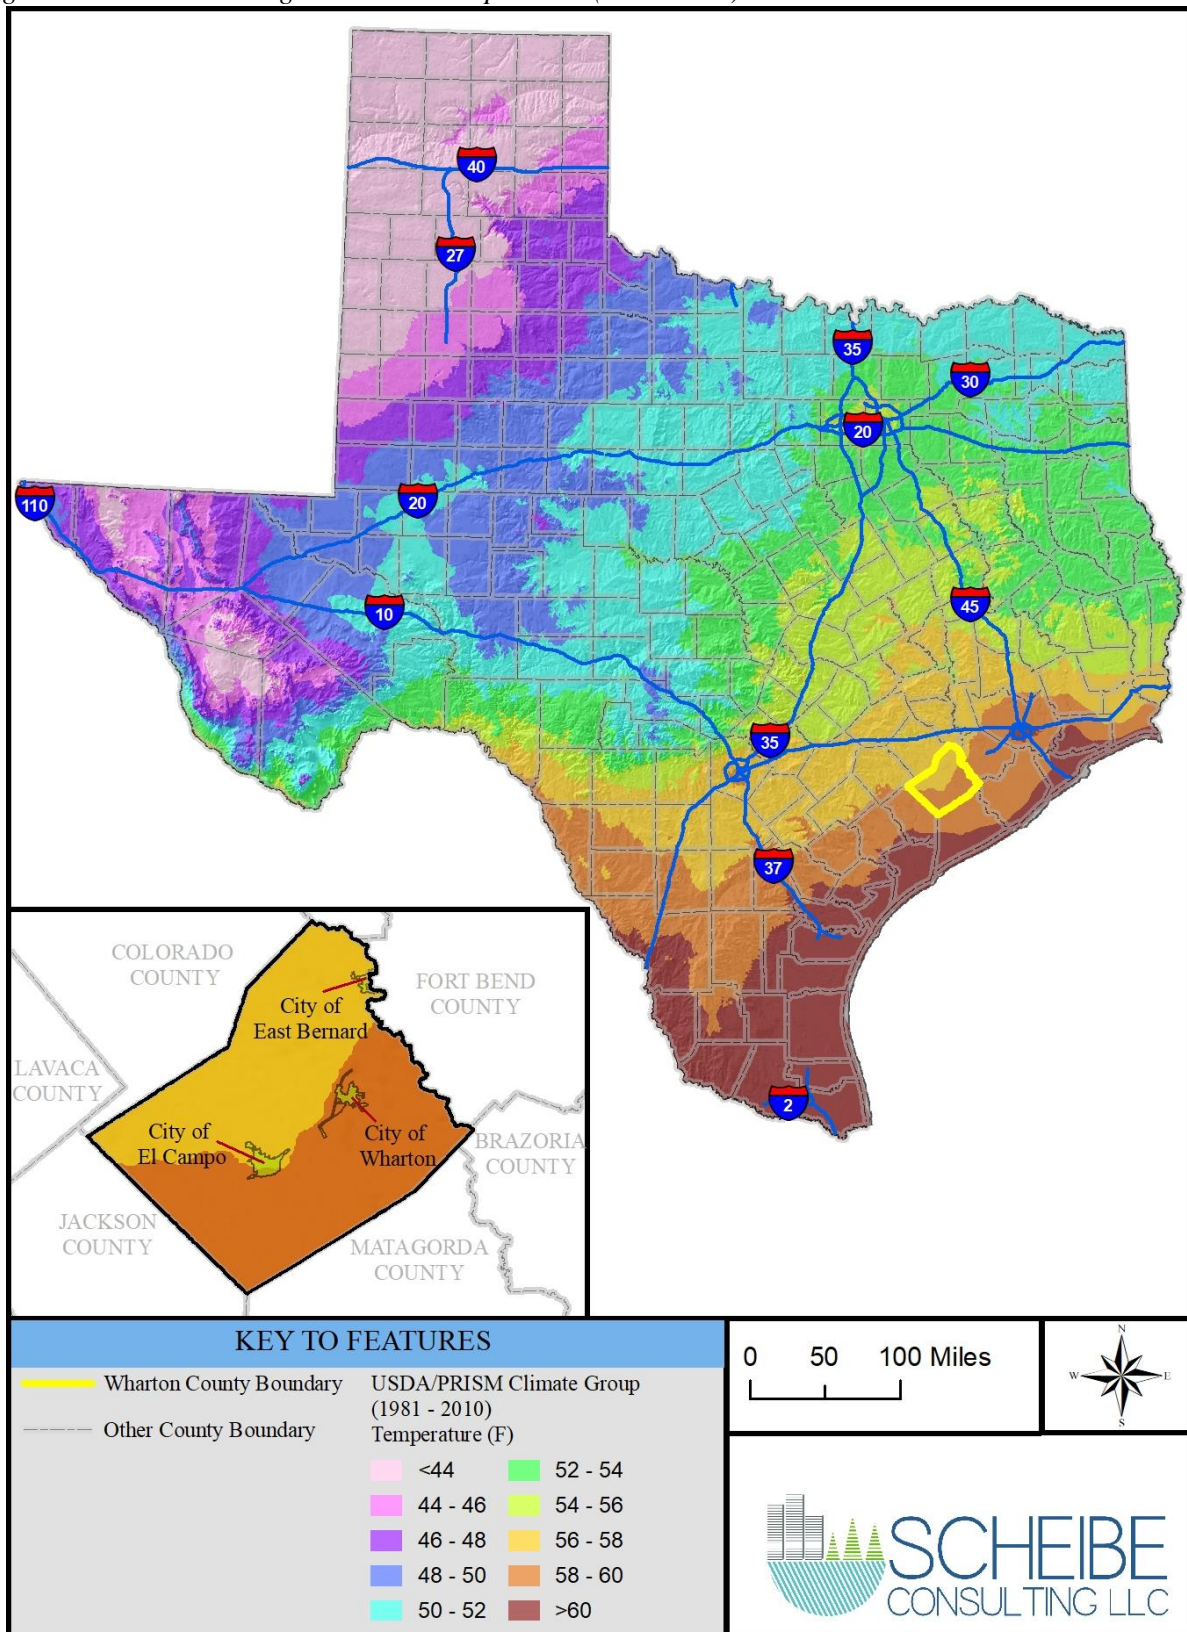 40
27
35
30
20
110
20
10
45
35
37
2
COLORADO
COUNTY
FORT BEND
COUNTY
City of
East Bernard
LAVACA
COUNTY
City of
El Campo
City of
Wharton
BRAZORIA
COUNTY
JACKSON
COUNTY
MATAGORDA
COUNTY
KEY TO FEATURES
Wharton County Boundary
Other County Boundary
USDA/PRISM Climate Group
(1981 - 2010)
Temperature (F)
<44
44 - 46
46 - 48
48 - 50
50 - 52
52 - 54
54 - 56
56 - 58
58 - 60
>60
0 50 100 Miles
N
W E
S
SCHEIBE
CONSULTING LLC